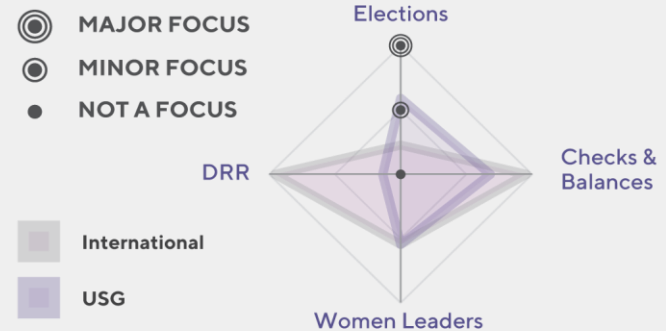 MAJOR FOCUS
MINOR FOCUS
NOT A FOCUS
International
USG
Elections
DRR
Checks &
Balances
Women Leaders